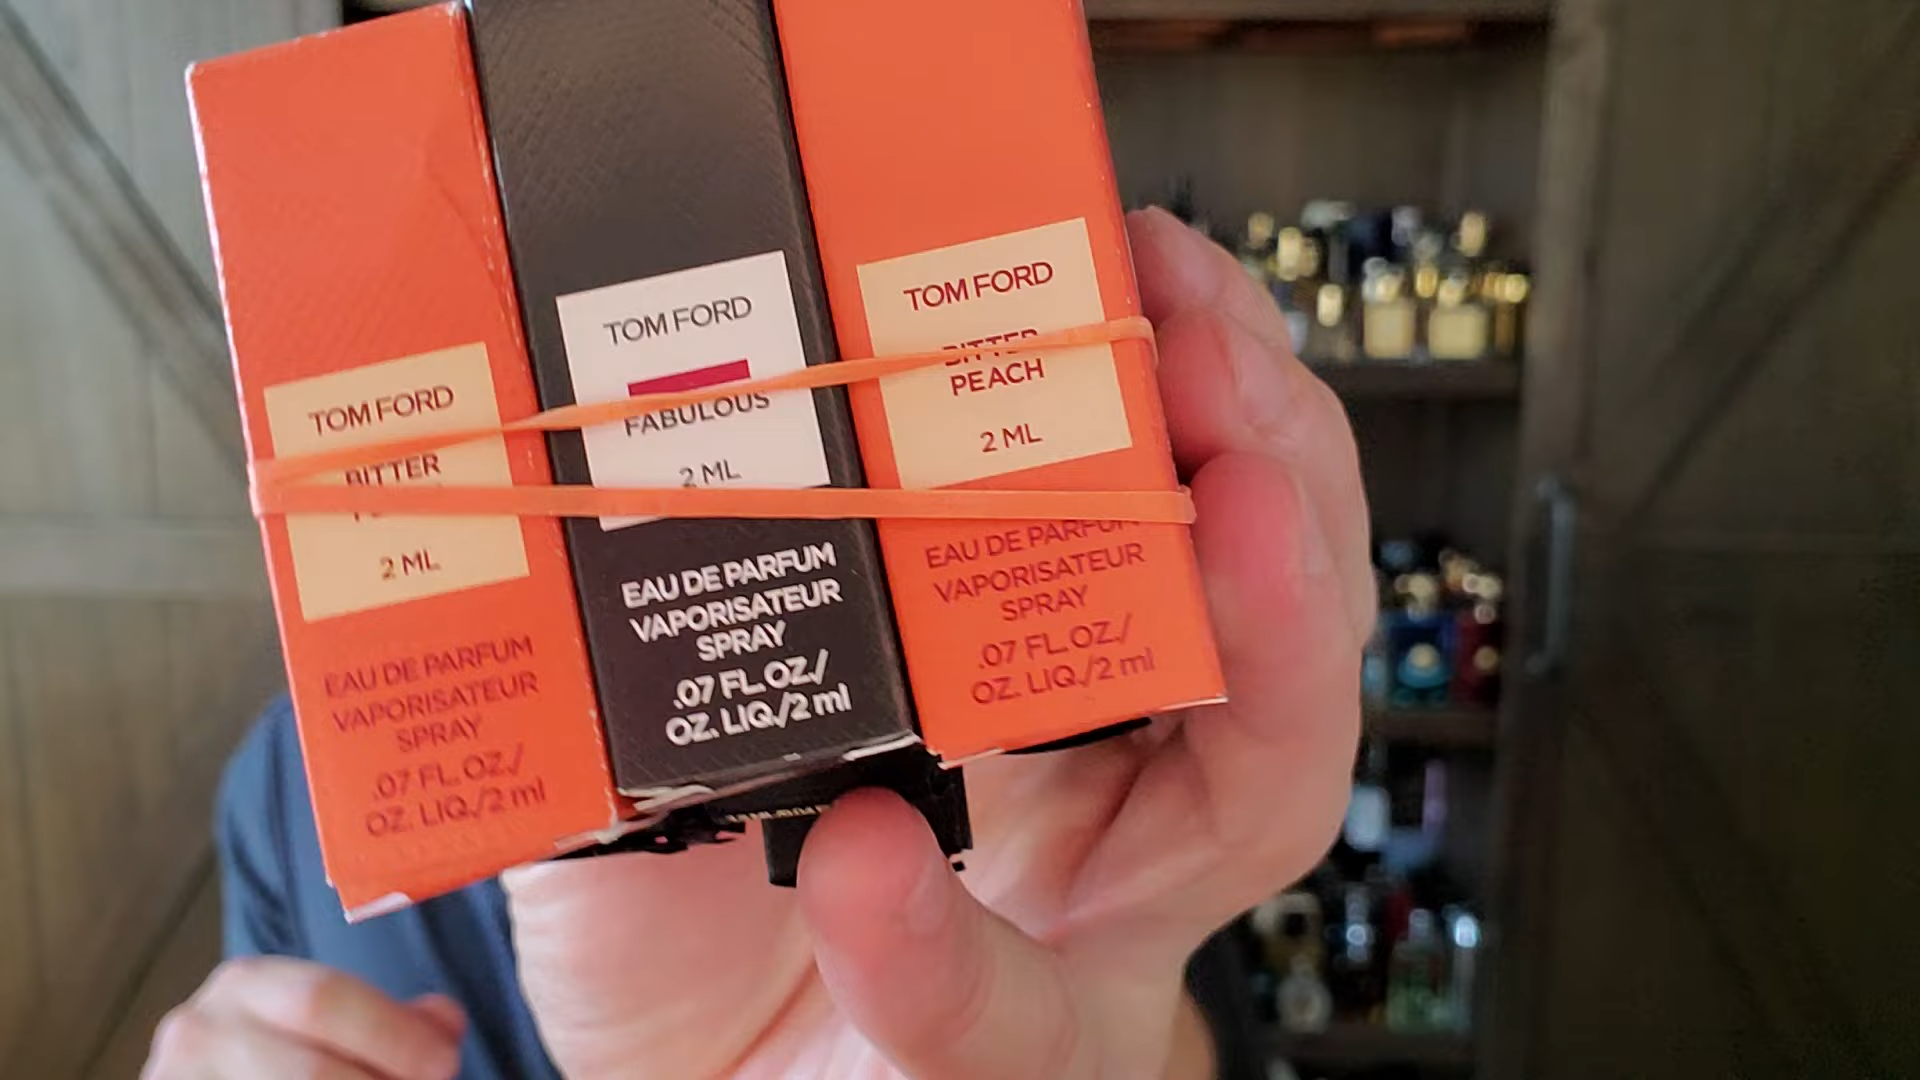 TOM FORD
BITTER
2 ML
EAU DE PARFUM
VAPORISATEUR
SPRAY
.07 FL.OZ./
OZ. LIQ./2 ml
TOM FORD
FABULOUS
2 ML
EAU DE PARFUM
VAPORISATEUR
SPRAY
.07 FL.OZ./
OZ. LIQ./2 ml
TOM FORD
BITTER
PEACH
2 ML
EAU DE PARFUM
VAPORISATEUR
SPRAY
.07 FL.OZ./
OZ. LIQ./2 ml